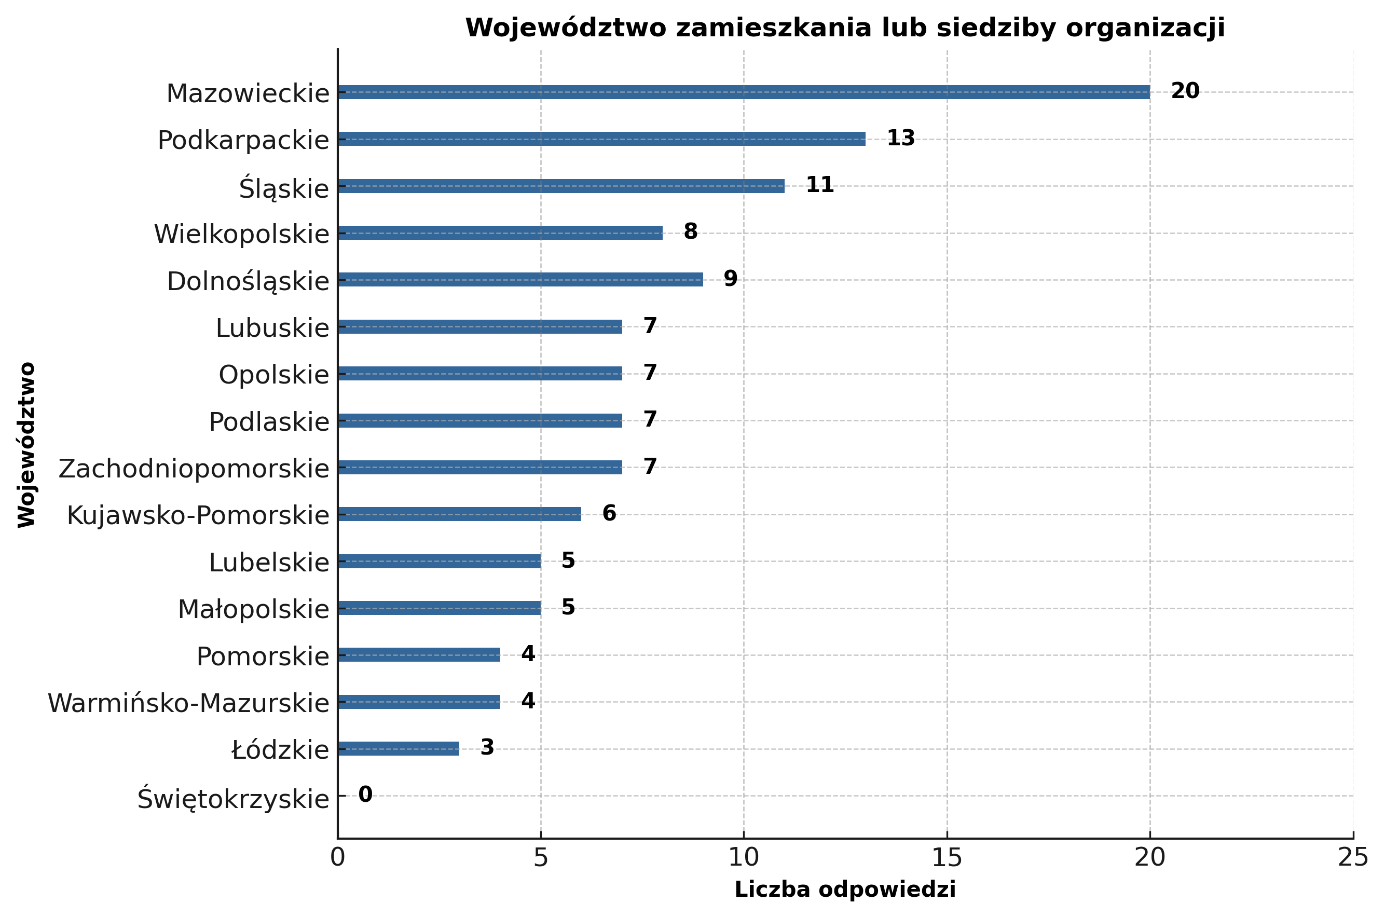 Województwo zamieszkania lub siedziby organizacji
Województwo
Mazowieckie 20
Podkarpackie 13
Śląskie 11
Wielkopolskie 8
Dolnośląskie 9
Lubuskie 7
Opolskie 7
Podlaskie 7
Zachodniopomorskie 7
Kujawsko-Pomorskie 6
Lubelskie 5
Małopolskie 5
Pomorskie 4
Warmińsko-Mazurskie 4
Łódzkie 3
Świętokrzyskie 0
0 5 10 15 20 25
Liczba odpowiedzi